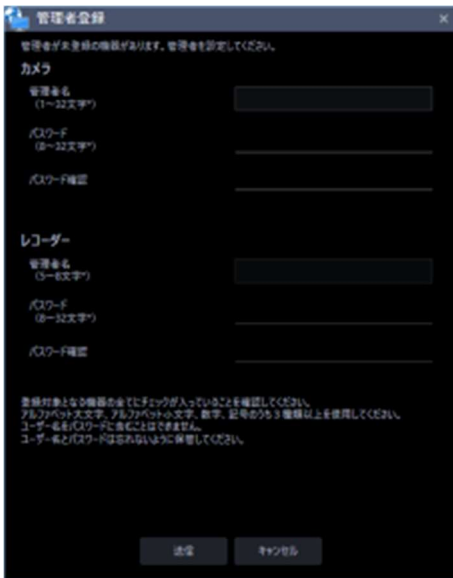 管理者登録
管理者が未登録の機器があります。管理者を設定してください。
カメラ
管理者名
(1～32文字*)
パスワード
(8～32文字*)
パスワード確認
レコーダー
管理者名
(5～8文字*)
パスワード
(8～32文字*)
パスワード確認
登録対象となる機器の全てにチェックが入っていることを確認してください。
アルファベット大文字、アルファベット小文字、数字、記号のうち3種類以上を使用してください。
ユーザー名をパスワードに含むことはできません。
ユーザー名とパスワードは忘れないように保管してください。
送信
キャンセル